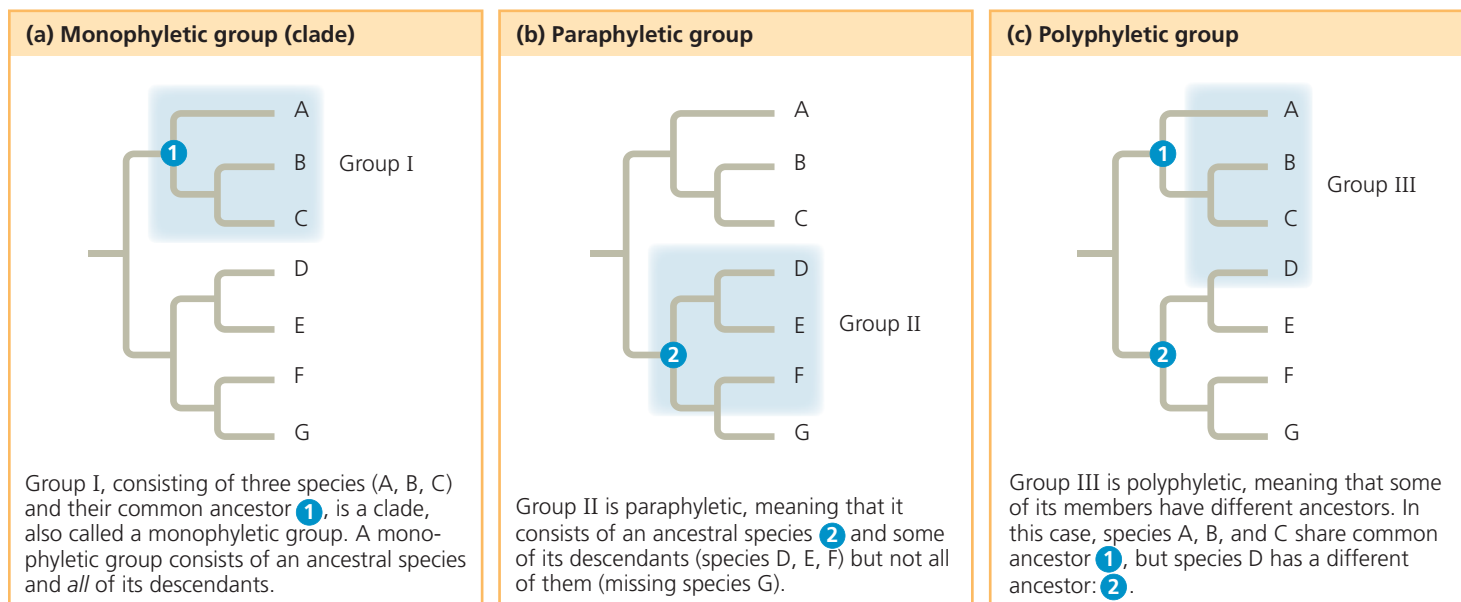 (a) Monophyletic group (clade)
A
B
Group I
C
D
E
F
G
1
Group I, consisting of three species (A, B, C)
and their common ancestor 1, is a clade,
also called a monophyletic group. A mono-
phyletic group consists of an ancestral species
and all of its descendants.
(b) Paraphyletic group
A
B
C
D
E
Group II
2
F
G
Group II is paraphyletic, meaning that it
consists of an ancestral species 2 and some
of its descendants (species D, E, F) but not all
of them (missing species G).
(c) Polyphyletic group
A
1
B
Group III
C
D
E
2
F
G
Group III is polyphyletic, meaning that some
of its members have different ancestors. In
this case, species A, B, and C share common
ancestor 1, but species D has a different
ancestor: 2.